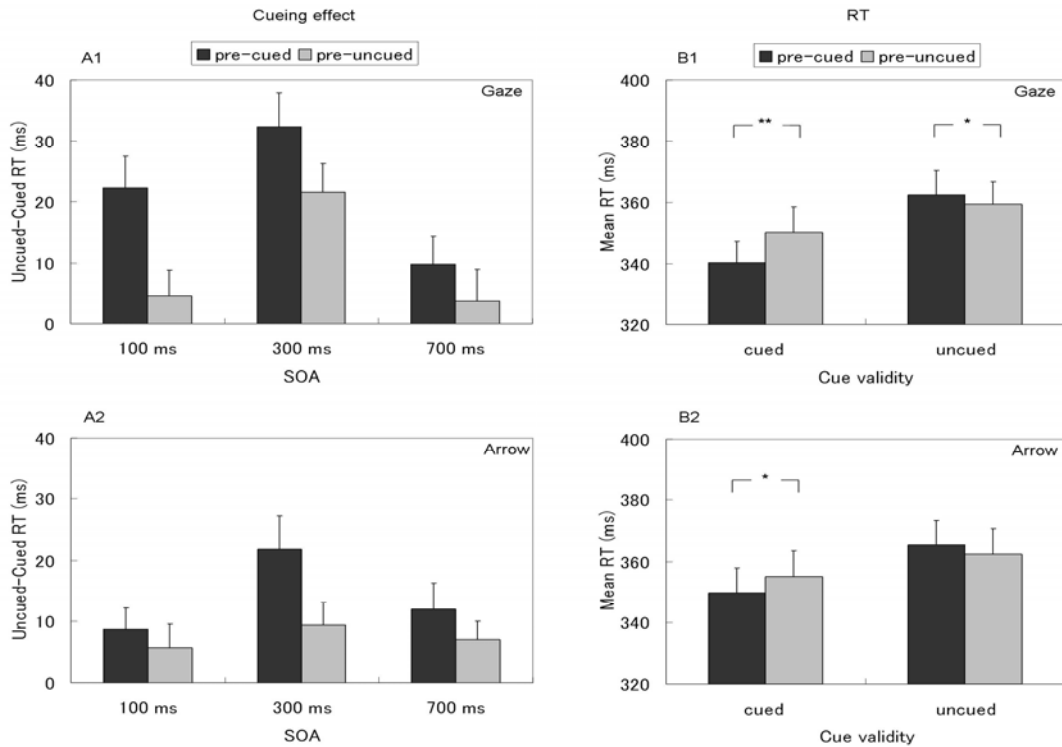 Cueing effect
RT
A1
pre-cued pre-uncued
Gaze
40
30
20
10
0
Uncued-Cued RT (ms)
100 ms 300 ms 700 ms
SOA
B1
pre-cued pre-uncued
Gaze
400
380
360
340
320
Mean RT (ms)
** *
cued uncued
Cue validity
A2
Arrow
40
30
20
10
0
Uncued-Cued RT (ms)
100 ms 300 ms 700 ms
SOA
B2
Arrow
400
380
360
340
320
Mean RT (ms)
*
cued uncued
Cue validity